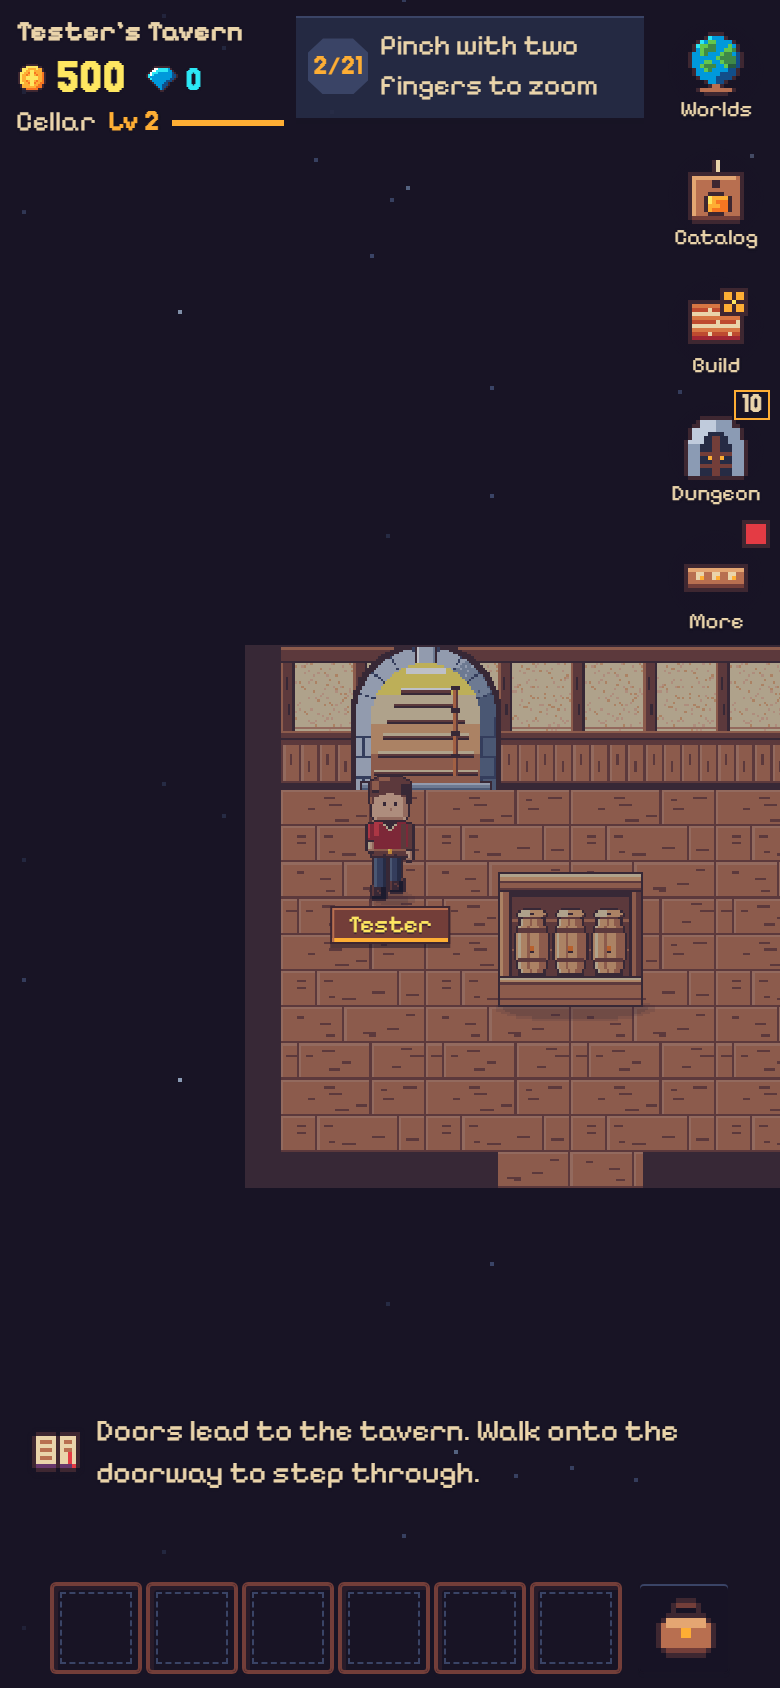 Tester's Tavern
500
0
Cellar Lv 2
2/21
Pinch with two
fingers to zoom
Worlds
Catalog
Build
10
Dungeon
More
Tester
Doors lead to the tavern. Walk onto the
doorway to step through.